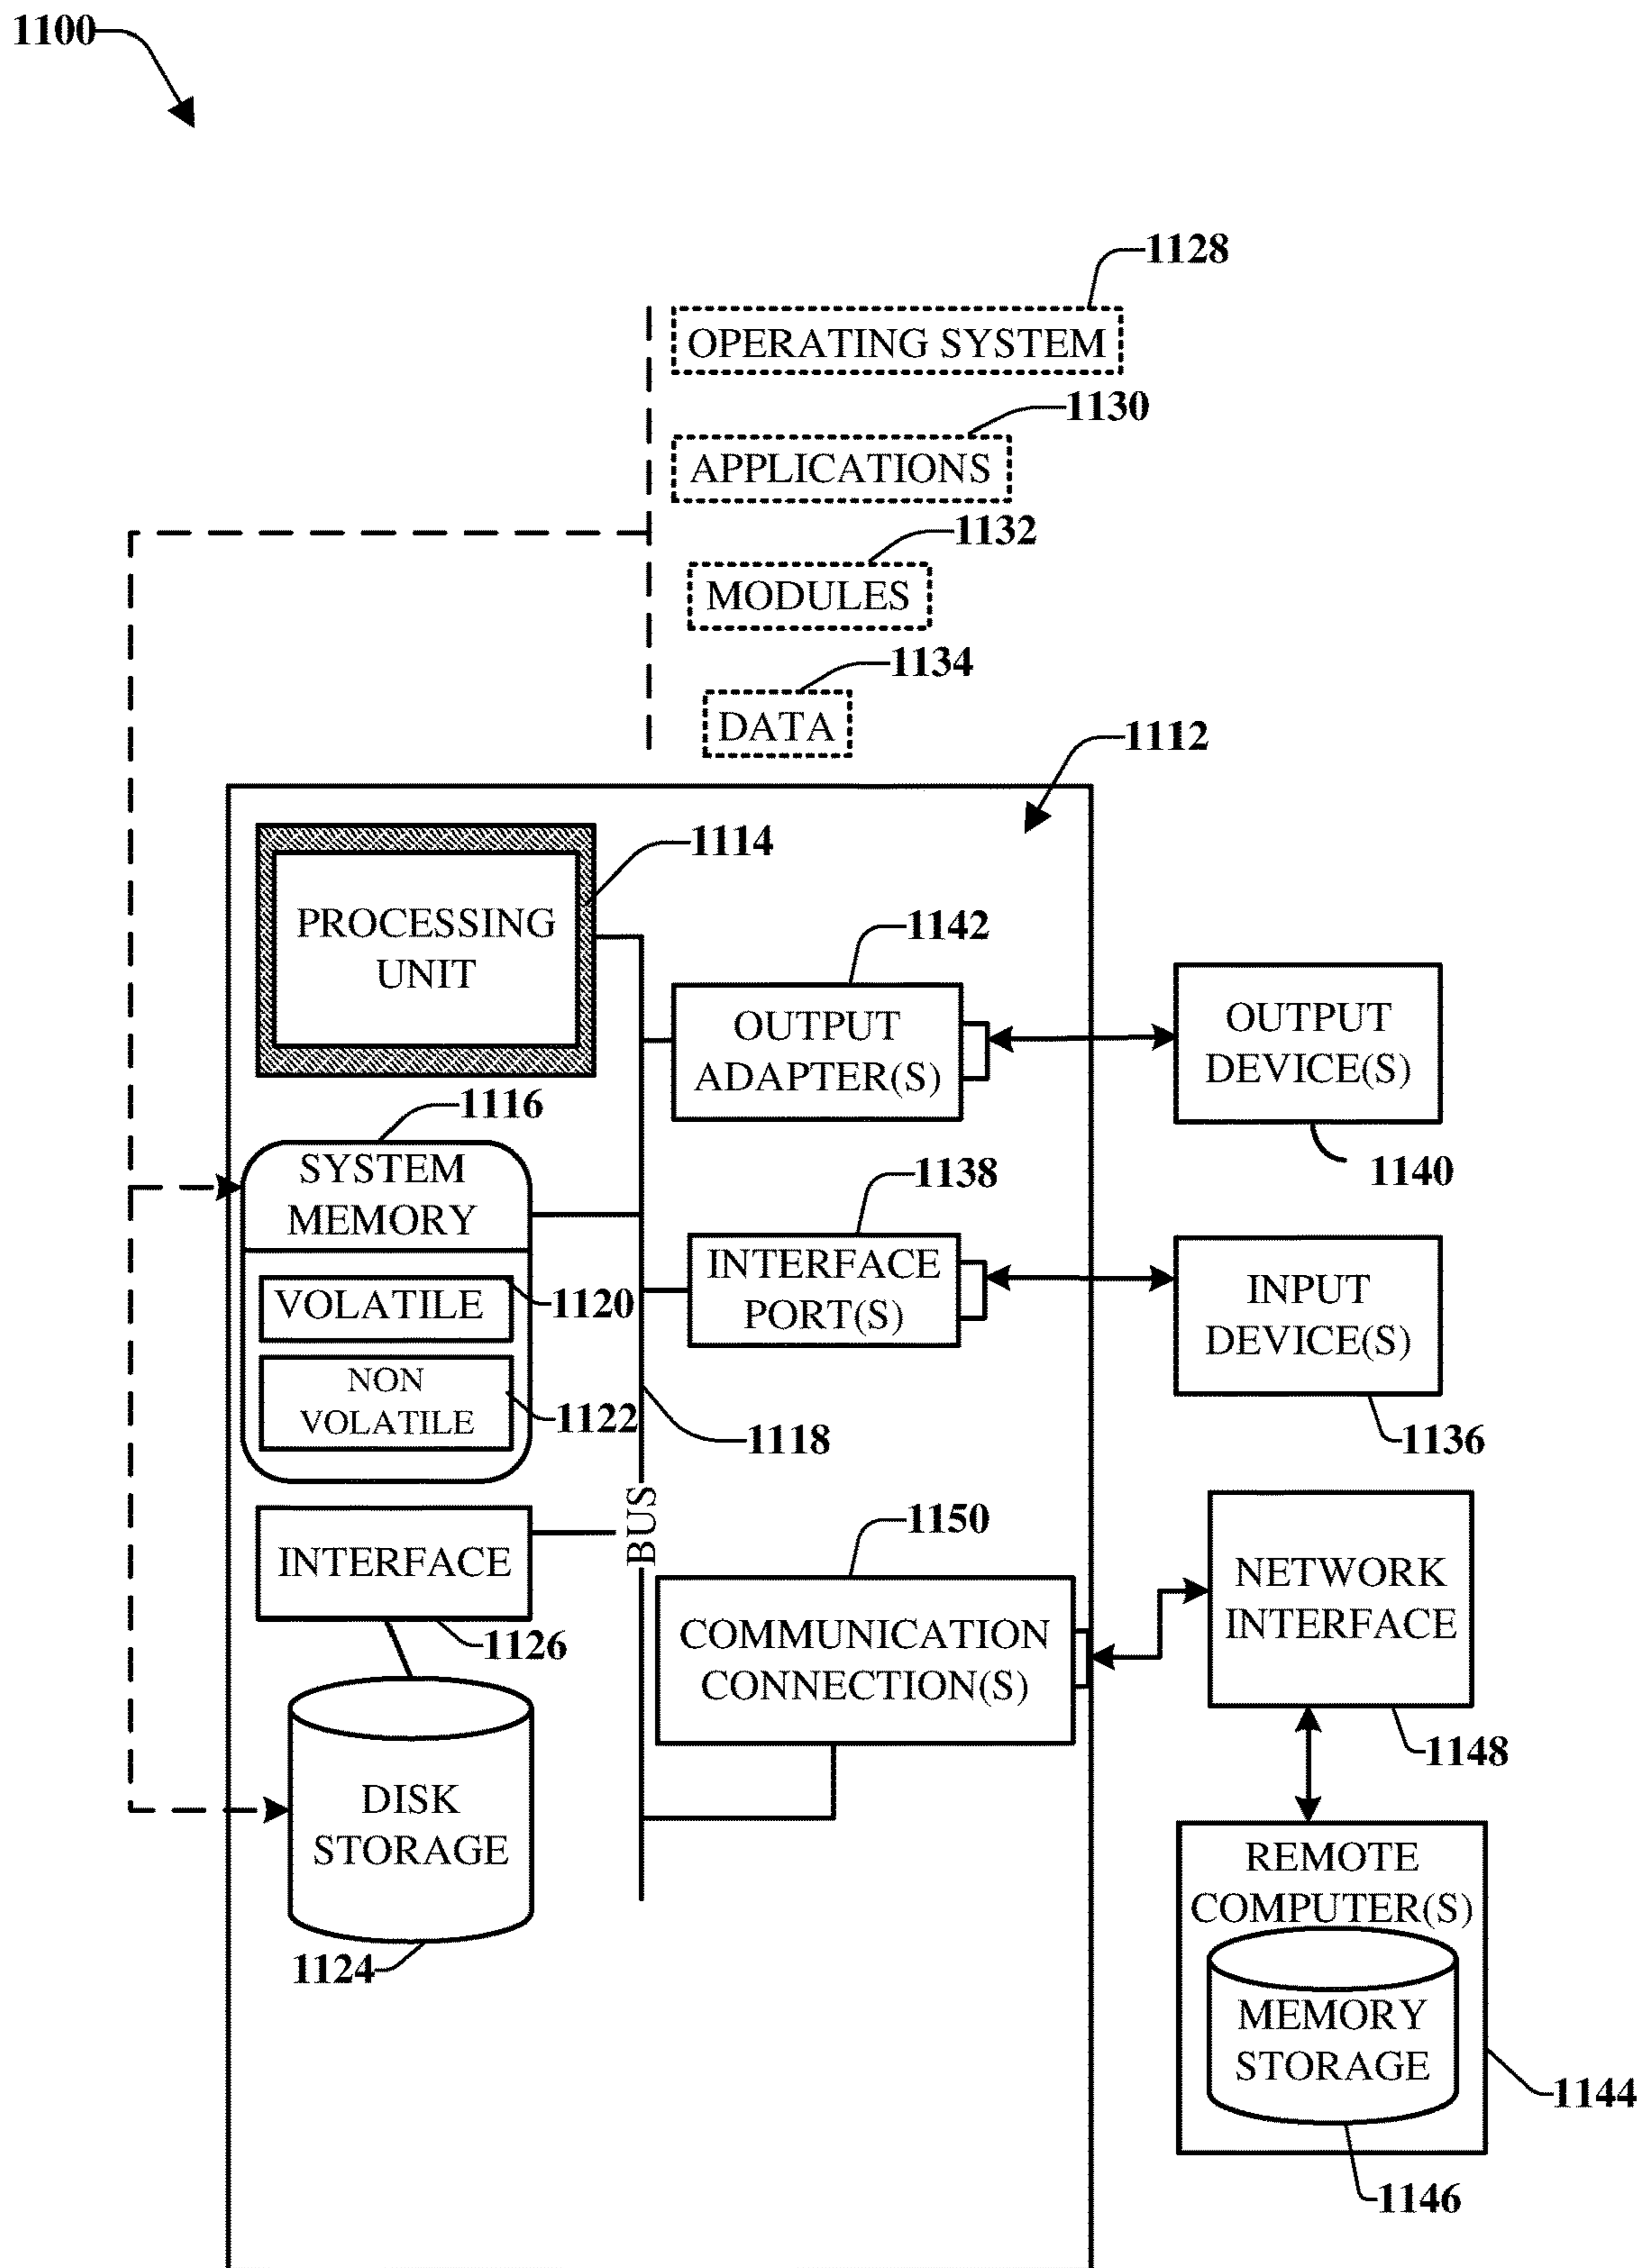 1100
1128
OPERATING SYSTEM
1130
APPLICATIONS
1132
MODULES
1134
DATA
1112
1114
PROCESSING
UNIT
1142
OUTPUT
ADAPTER(S)
OUTPUT
DEVICE(S)
1140
1116
SYSTEM
MEMORY
1138
INTERFACE
PORT(S)
INPUT
DEVICE(S)
1136
VOLATILE
1120
NON
VOLATILE
1122
1118
BUS
1150
INTERFACE
1126
COMMUNICATION
CONNECTION(S)
NETWORK
INTERFACE
1148
DISK
STORAGE
1124
REMOTE
COMPUTER(S)
MEMORY
STORAGE
1144
1146